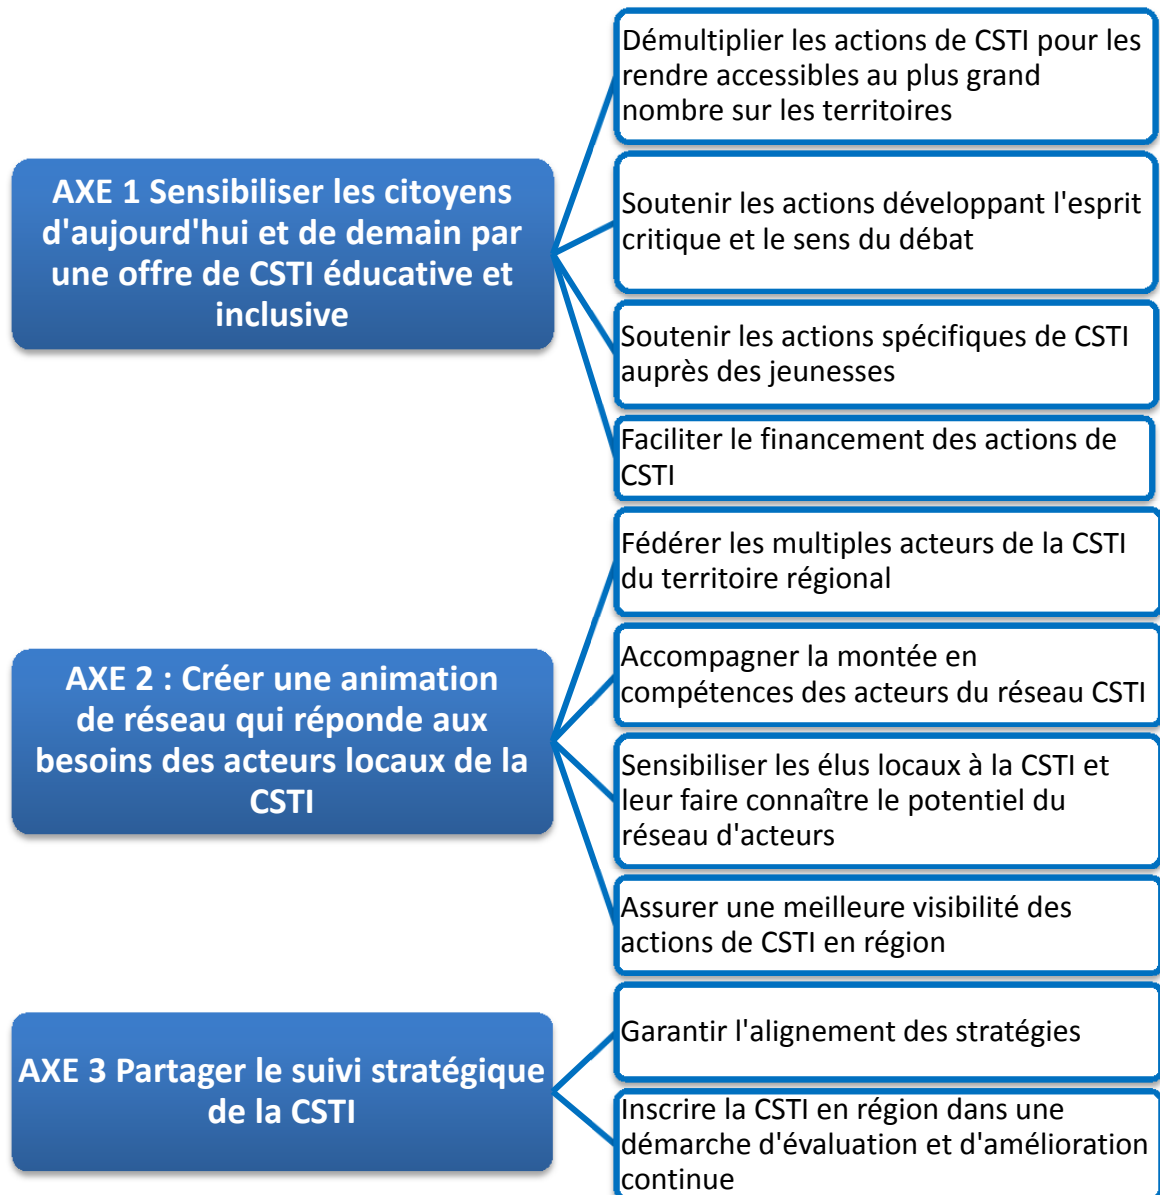 AXE 1 Sensibiliser les citoyens
d'aujourd'hui et de demain par
une offre de CSTI éducative et
inclusive
Démultiplier les actions de CSTI pour les
rendre accessibles au plus grand
nombre sur les territoires
Soutenir les actions développant l'esprit
critique et le sens du débat
Soutenir les actions spécifiques de CSTI
auprès des jeunesses
Faciliter le financement des actions de
CSTI
AXE 2 : Créer une animation
de réseau qui réponde aux
besoins des acteurs locaux de la
CSTI
Fédérer les multiples acteurs de la CSTI
du territoire régional
Accompagner la montée en
compétences des acteurs du réseau CSTI
Sensibiliser les élus locaux à la CSTI et
leur faire connaître le potentiel du
réseau d'acteurs
Assurer une meilleure visibilité des
actions de CSTI en région
AXE 3 Partager le suivi stratégique
de la CSTI
Garantir l'alignement des stratégies
Inscrire la CSTI en région dans une
démarche d'évaluation et d'amélioration
continue